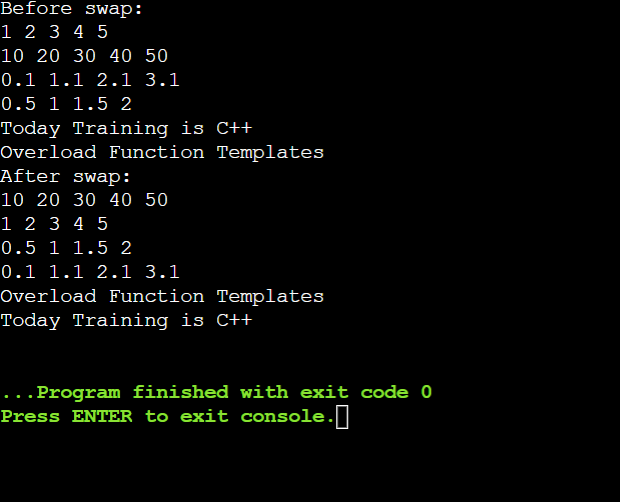 Before swap:
1 2 3 4 5
10 20 30 40 50
0.1 1.1 2.1 3.1
0.5 1 1.5 2
Today Training is C++
Overload Function Templates
After swap:
10 20 30 40 50
1 2 3 4 5
0.5 1 1.5 2
0.1 1.1 2.1 3.1
Overload Function Templates
Today Training is C++
...Program finished with exit code 0
Press ENTER to exit console.